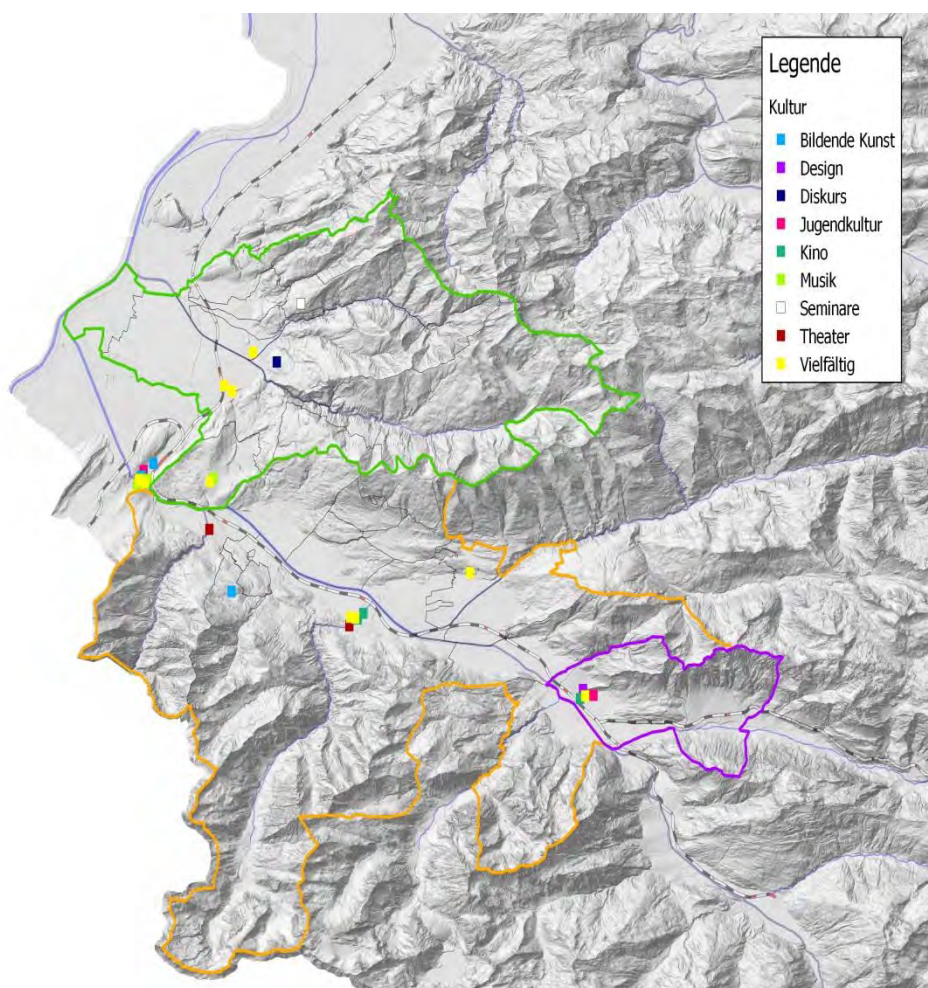 Legende
Kultur
Bildende Kunst
Design
Diskurs
Jugendkultur
Kino
Musik
Seminare
Theater
Vielfältig